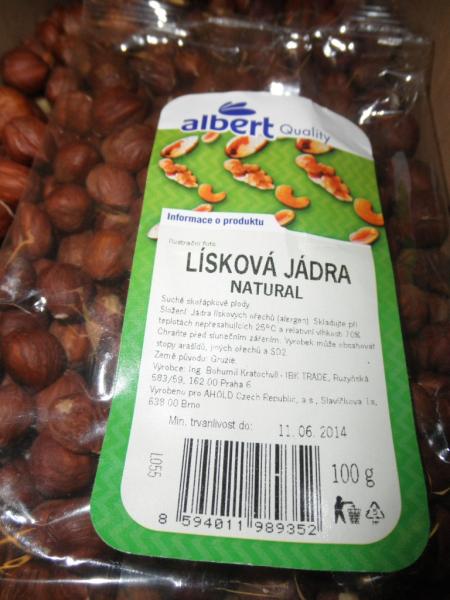 albert Quality
Informace o produktu
Ilustrační foto
LÍSKOVÁ JÁDRA
NATURAL
Suché skořápkové plody.
Složení: Jádra lískových ořechů (alergen). Skladujte při
teplotách nepřesahujících 25°C a relativní vlhkosti 70%.
Chraňte před slunečním zářením. Výrobek může obsahovat
stopy arašídů, jiných ořechů a SO2.
Země původu: Gruzie.
Výrobce: Ing. Bohumil Kratochvíl - IBK TRADE, Ruzyňská
583/59, 162 00 Praha 6
Vyrobeno pro AHOLD Czech Republic, a.s., Slavíčkova 1a,
638 00 Brno
Min. trvanlivost do: 11.06.2014
L055
100 g
8 594011 989352